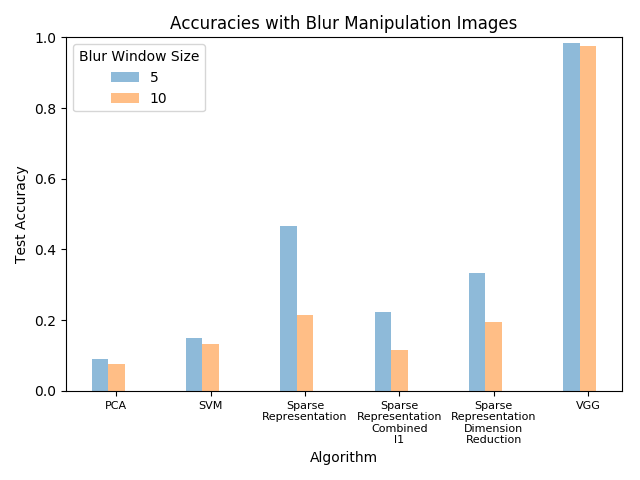 Accuracies with Blur Manipulation Images
Blur Window Size
5
10
Test Accuracy
1.0
0.8
0.6
0.4
0.2
0.0
PCA
SVM
Sparse
Representation
Sparse
Representation
Combined
l1
Sparse
Representation
Dimension
Reduction
VGG
Algorithm